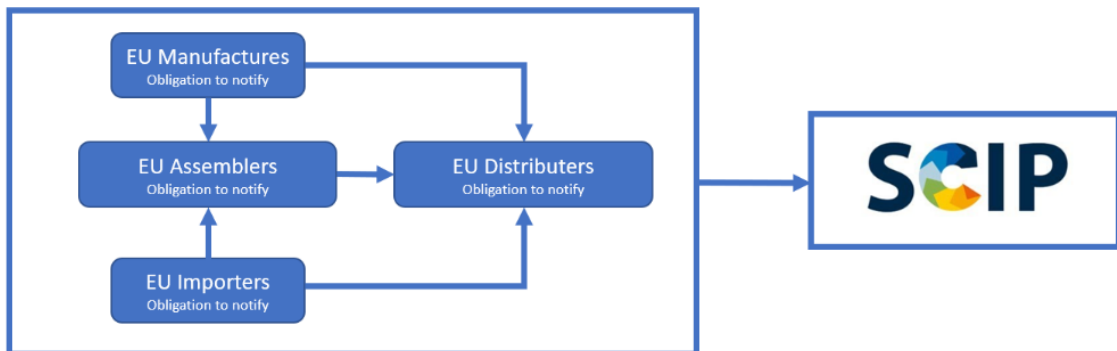 EU Manufactures
Obligation to notify
EU Assemblers
Obligation to notify
EU Distributers
Obligation to notify
EU Importers
Obligation to notify
SCIP